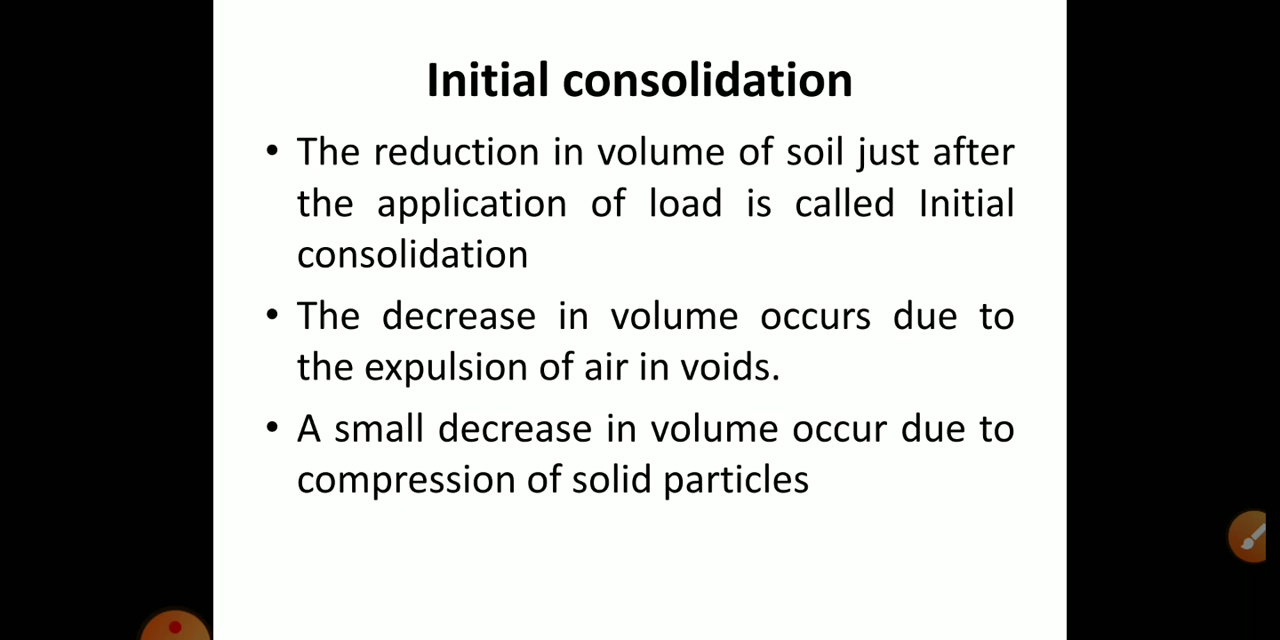 Initial consolidation
• The reduction in volume of soil just after
the application of load is called Initial
consolidation
• The decrease in volume occurs due to
the expulsion of air in voids.
• A small decrease in volume occur due to
compression of solid particles